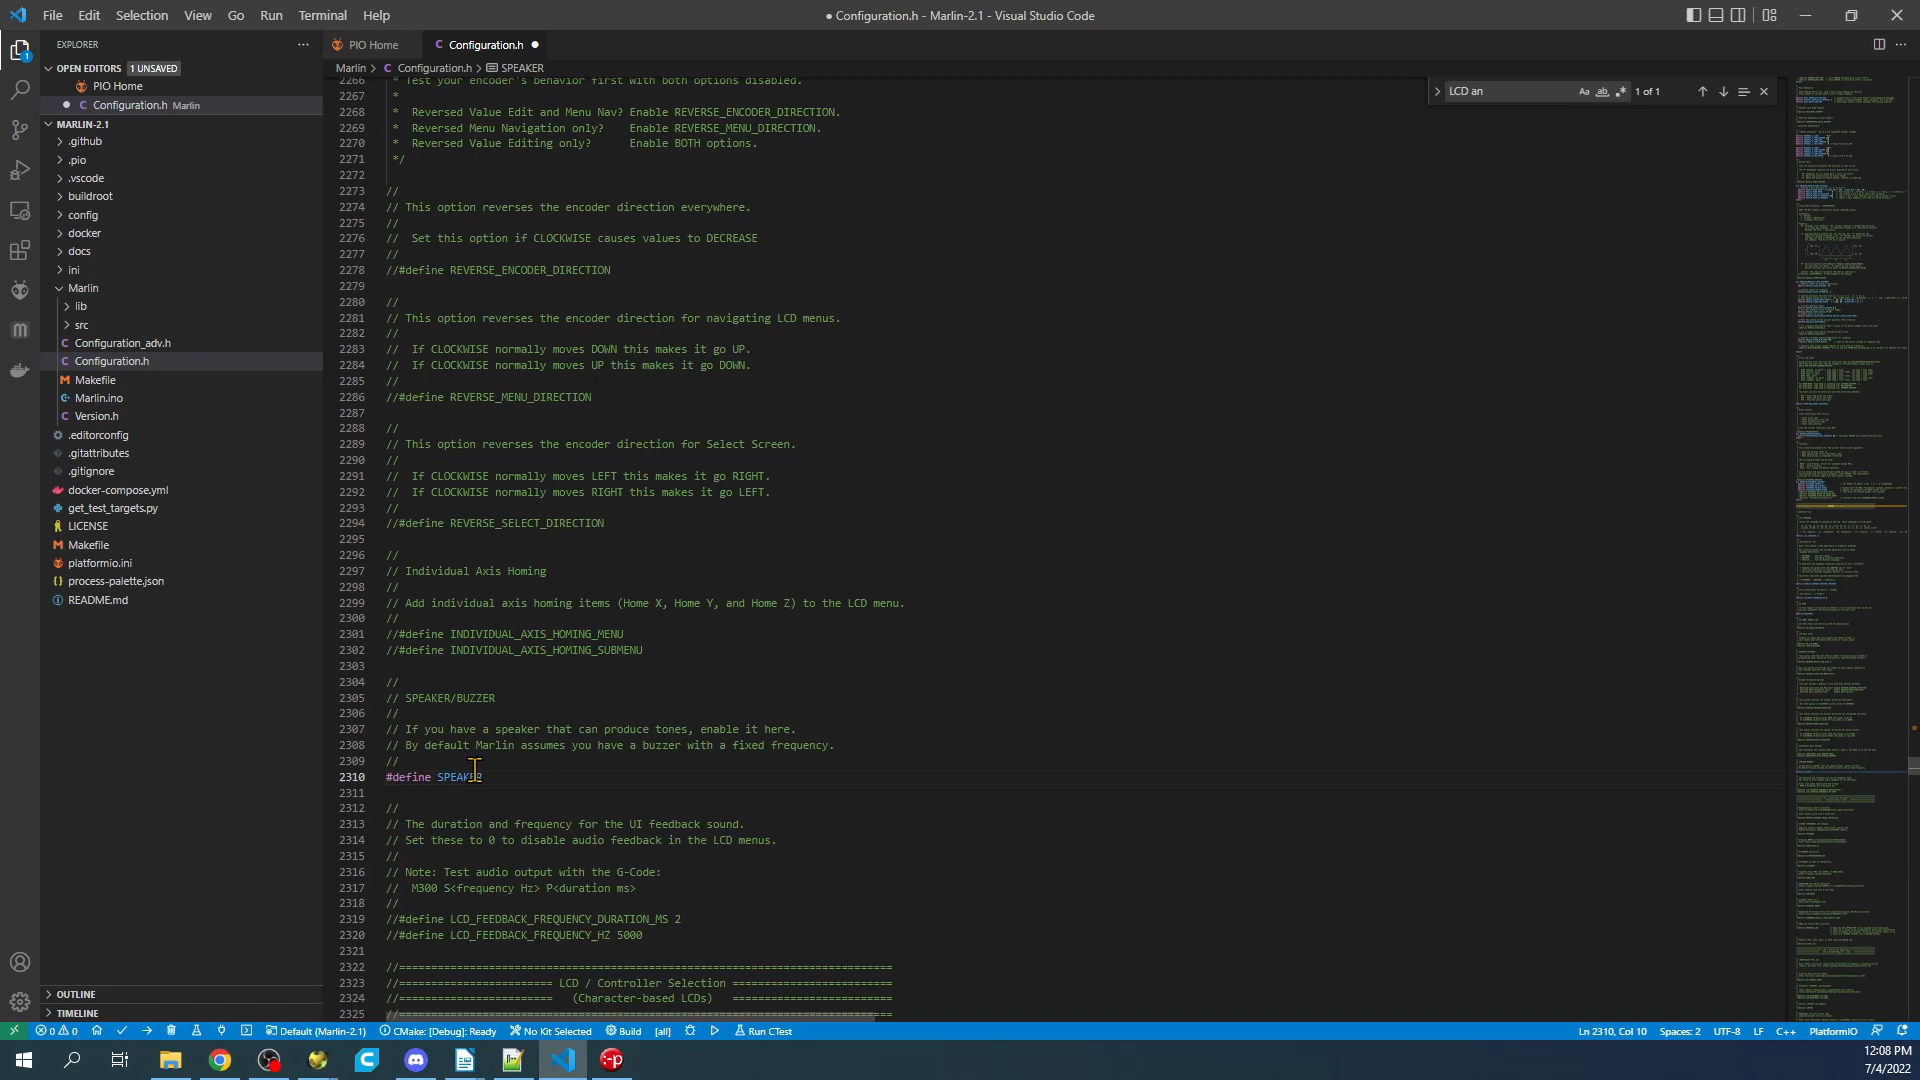 File Edit Selection View Go Run Terminal Help
● Configuration.h - Marlin-2.1 - Visual Studio Code
EXPLORER
OPEN EDITORS 1 UNSAVED
PIO Home
Configuration.h Marlin
MARLIN-2.1
.github
.pio
.vscode
buildroot
config
docker
docs
ini
Marlin
lib
src
Configuration_adv.h
Configuration.h
Makefile
Marlin.ino
Version.h
.editorconfig
.gitattributes
.gitignore
docker-compose.yml
get_test_targets.py
LICENSE
Makefile
platformio.ini
process-palette.json
README.md
OUTLINE
TIMELINE
PIO Home
Configuration.h
Marlin > Configuration.h > SPEAKER
LCD an
1 of 1
2266 * Test your encoder's behavior first with both options disabled.
2267 *
2268 * Reversed Value Edit and Menu Nav? Enable REVERSE_ENCODER_DIRECTION.
2269 * Reversed Menu Navigation only? Enable REVERSE_MENU_DIRECTION.
2270 * Reversed Value Editing only? Enable BOTH options.
2271 */
2272
2273 //
2274 // This option reverses the encoder direction everywhere.
2275 //
2276 // Set this option if CLOCKWISE causes values to DECREASE
2277 //
2278 //#define REVERSE_ENCODER_DIRECTION
2279
2280 //
2281 // This option reverses the encoder direction for navigating LCD menus.
2282 //
2283 // If CLOCKWISE normally moves DOWN this makes it go UP.
2284 // If CLOCKWISE normally moves UP this makes it go DOWN.
2285 //
2286 //#define REVERSE_MENU_DIRECTION
2287
2288 //
2289 // This option reverses the encoder direction for Select Screen.
2290 //
2291 // If CLOCKWISE normally moves LEFT this makes it go RIGHT.
2292 // If CLOCKWISE normally moves RIGHT this makes it go LEFT.
2293 //
2294 //#define REVERSE_SELECT_DIRECTION
2295
2296 //
2297 // Individual Axis Homing
2298 //
2299 // Add individual axis homing items (Home X, Home Y, and Home Z) to the LCD menu.
2300 //
2301 //#define INDIVIDUAL_AXIS_HOMING_MENU
2302 //#define INDIVIDUAL_AXIS_HOMING_SUBMENU
2303
2304 //
2305 // SPEAKER/BUZZER
2306 //
2307 // If you have a speaker that can produce tones, enable it here.
2308 // By default Marlin assumes you have a buzzer with a fixed frequency.
2309 //
2310 #define SPEAKER
2311
2312 //
2313 // The duration and frequency for the UI feedback sound.
2314 // Set these to 0 to disable audio feedback in the LCD menus.
2315 //
2316 // Note: Test audio output with the G-Code:
2317 // M300 S<frequency Hz> P<duration ms>
2318 //
2319 //#define LCD_FEEDBACK_FREQUENCY_DURATION_MS 2
2320 //#define LCD_FEEDBACK_FREQUENCY_HZ 5000
2321
2322 //=============================================================================
2323 //======================== LCD / Controller Selection =========================
2324 //======================== (Character-based LCDs) =========================
2325 //=============================================================================
0 0 Default (Marlin-2.1) CMake: [Debug]: Ready No Kit Selected Build [all] Run CTest
Ln 2310, Col 10 Spaces: 2 UTF-8 LF C++ PlatformIO
12:08 PM
7/4/2022